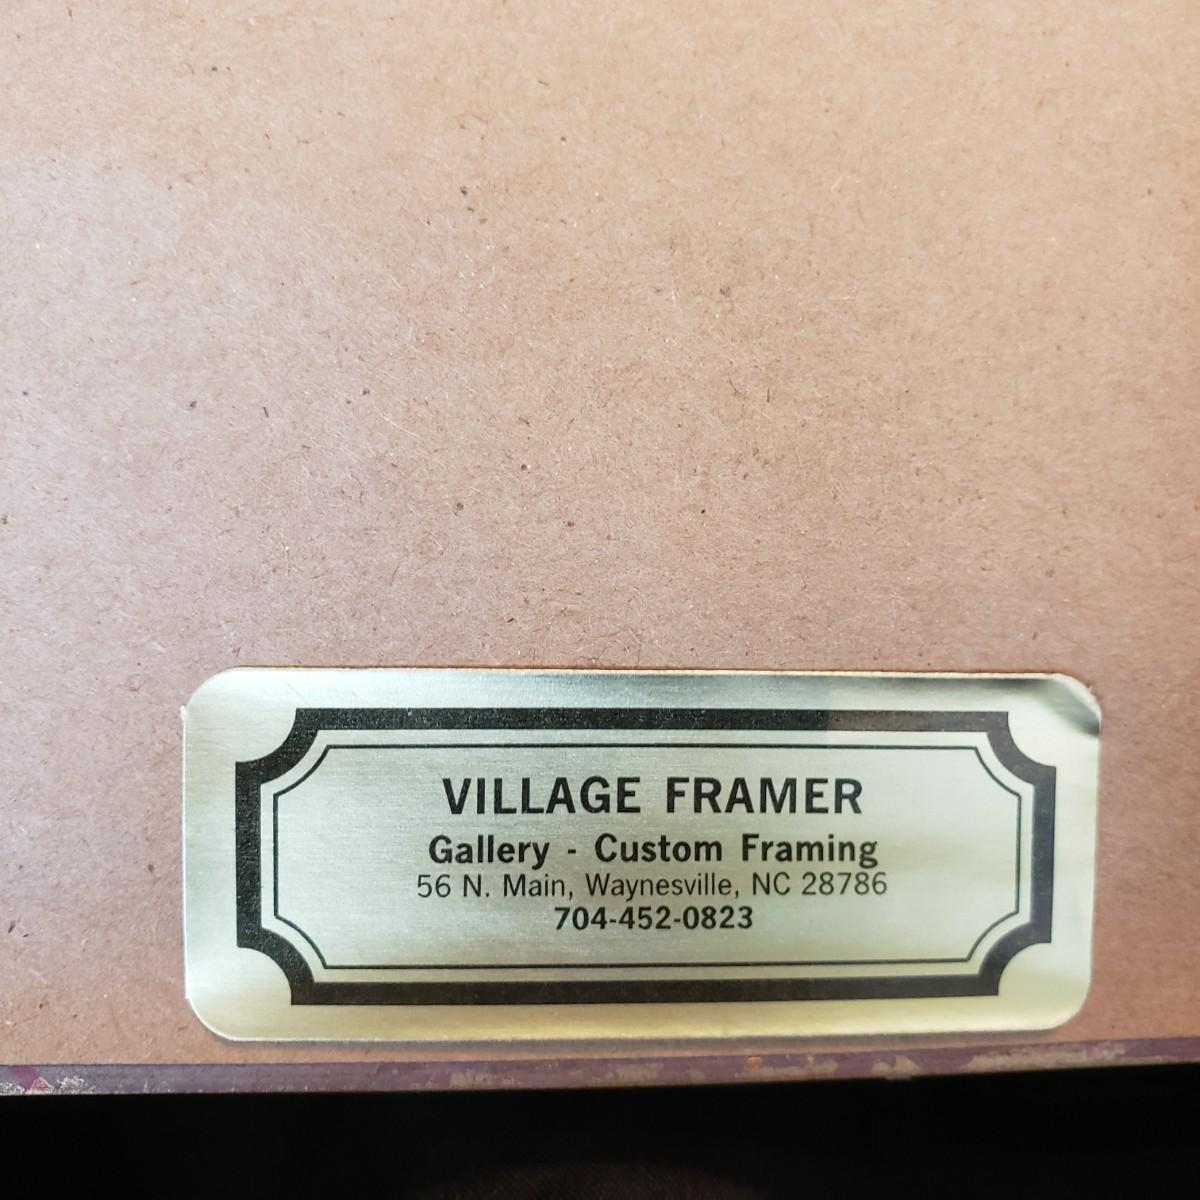 VILLAGE FRAMER
Gallery - Custom Framing
56 N. Main, Waynesville, NC 28786
704-452-0823